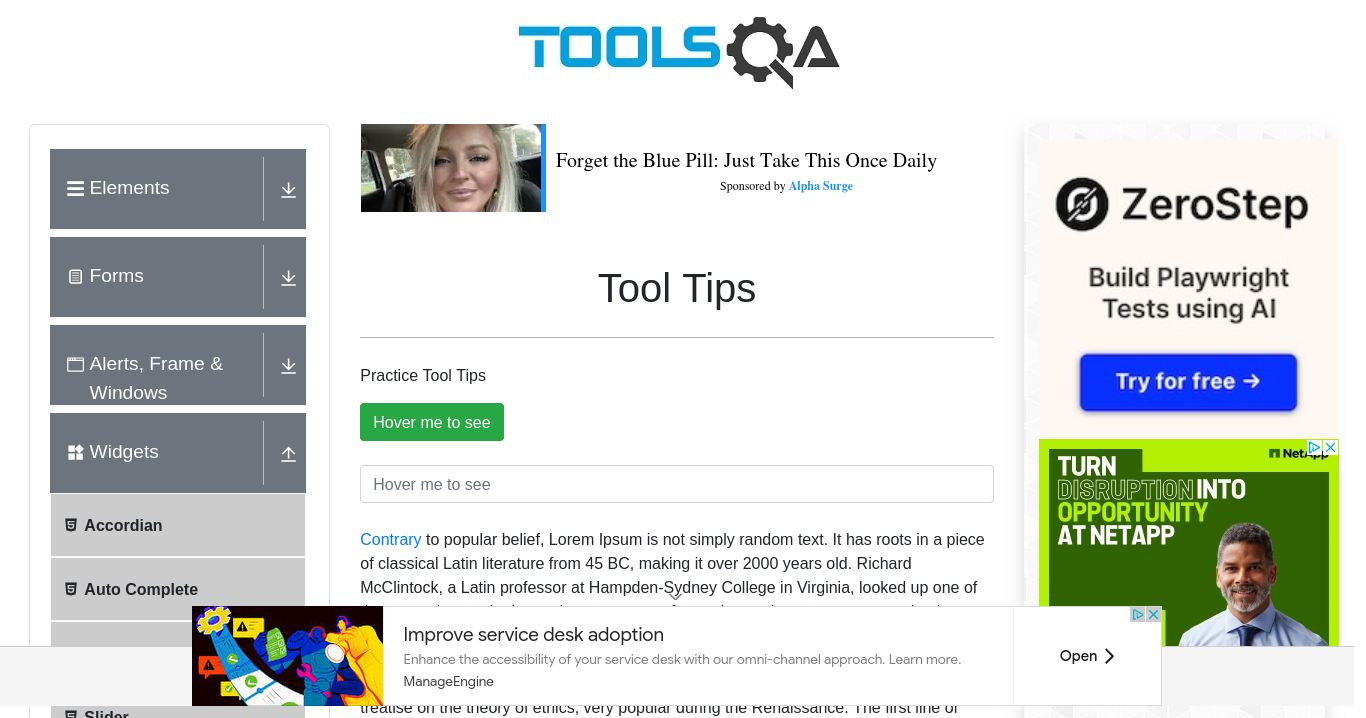 TOOLSQA
Elements
Forms
Alerts, Frame &
Windows
Widgets
Accordian
Auto Complete
Slider
Forget the Blue Pill: Just Take This Once Daily
Sponsored by Alpha Surge
Tool Tips
Practice Tool Tips
Hover me to see
Hover me to see
Contrary to popular belief, Lorem Ipsum is not simply random text. It has roots in a piece
of classical Latin literature from 45 BC, making it over 2000 years old. Richard
McClintock, a Latin professor at Hampden-Sydney College in Virginia, looked up one of
treatise on the theory of ethics, very popular during the Renaissance. The first line of
ZeroStep
Build Playwright
Tests using AI
Try for free →
NetApp
TURN
DISRUPTION INTO
OPPORTUNITY
AT NETAPP
Improve service desk adoption
Enhance the accessibility of your service desk with our omni-channel approach. Learn more.
ManageEngine
Open